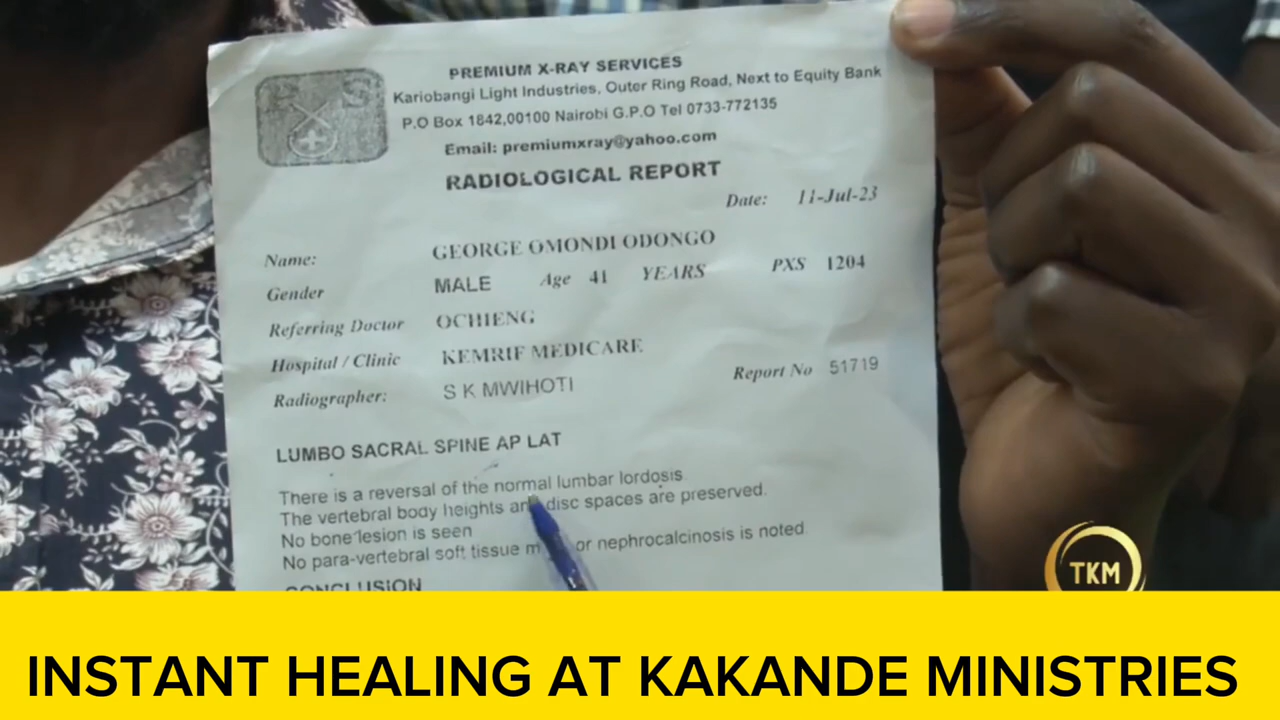 PREMIUM X-RAY SERVICES
Kariobangi Light Industries, Outer Ring Road, Next to Equity Bank
P.O Box 1842,00100 Nairobi G.P.O Tel 0733-772135
Email: premiumxray@yahoo.com
RADIOLOGICAL REPORT
Date: 11-Jul-23
Name: GEORGE OMONDI ODONGO
Gender MALE Age 41 YEARS PXS 1204
Referring Doctor OCHIENG
Hospital / Clinic KEMRIF MEDICARE
Radiographer: S K MWIHOTI Report No 51719
LUMBO SACRAL SPINE AP LAT
There is a reversal of the normal lumbar lordosis
The vertebral body heights and disc spaces are preserved.
No bone lesion is seen
No para-vertebral soft tissue or nephrocalcinosis is noted
CONCLUSION
TKM
INSTANT HEALING AT KAKANDE MINISTRIES